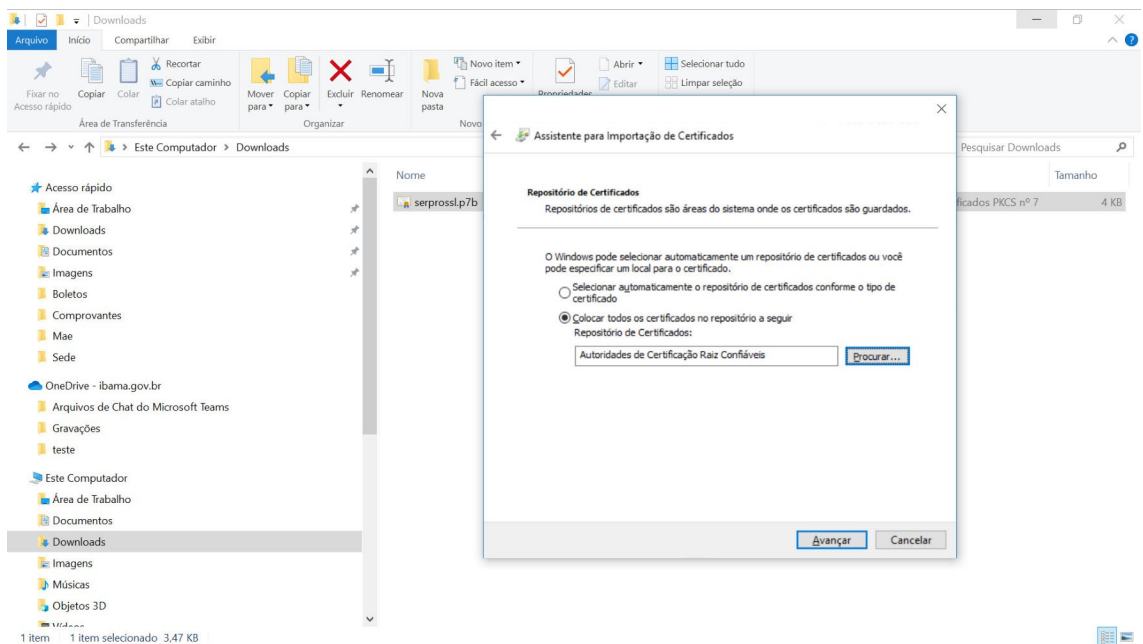 Downloads
Arquivo Início Compartilhar Exibir
Fixar no
Acesso rápido
Copiar
Colar
Recortar
Copiar caminho
Colar atalho
Área de Transferência
Mover
para
Copiar
para
Excluir
Renomear
Organizar
Nova
pasta
Novo item
Fácil acesso
Novo
Propriedades
Abrir
Editar
Selecionar tudo
Limpar seleção
Este Computador > Downloads
Pesquisar Downloads
Nome
Tamanho
serprossl.p7b
ficados PKCS nº 7
4 KB
Acesso rápido
Área de Trabalho
Downloads
Documentos
Imagens
Boletos
Comprovantes
Mae
Sede
OneDrive - ibama.gov.br
Arquivos de Chat do Microsoft Teams
Gravações
teste
Este Computador
Área de Trabalho
Documentos
Downloads
Imagens
Músicas
Objetos 3D
Vídeos
1 item 1 item selecionado 3,47 KB
Assistente para Importação de Certificados
Repositório de Certificados
Repositórios de certificados são áreas do sistema onde os certificados são guardados.
O Windows pode selecionar automaticamente um repositório de certificados ou você
pode especificar um local para o certificado.
Selecionar automaticamente o repositório de certificados conforme o tipo de
certificado
Colocar todos os certificados no repositório a seguir
Repositório de Certificados:
Autoridades de Certificação Raiz Confiáveis
Procurar...
Avançar
Cancelar